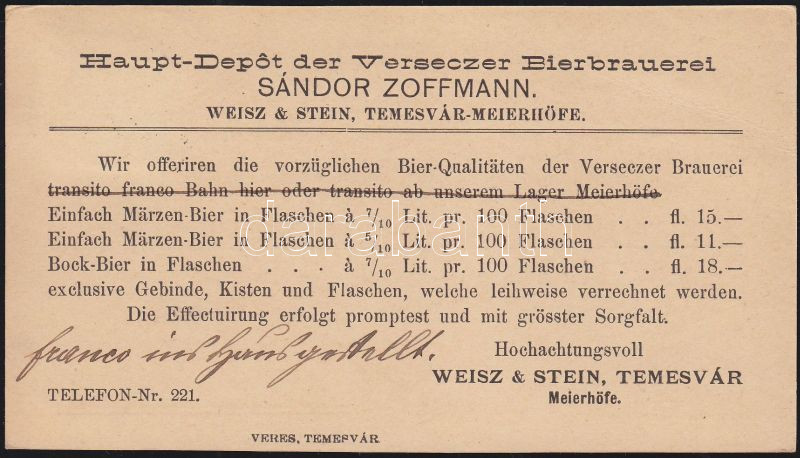 Haupt-Depôt der Verseczer Bierbrauerei
SÁNDOR ZOFFMANN.
WEISZ & STEIN, TEMESVÁR-MEIERHÖFE.
Wir offeriren die vorzüglichen Bier-Qualitäten der Verseczer Brauerei
transito franco Bahn hier oder transito ab unserem Lager Meierhöfe
Einfach Märzen-Bier in Flaschen à 7/10 Lit. pr. 100 Flaschen . . fl. 15.—
Einfach Märzen-Bier in Flaschen à 5/10 Lit. pr. 100 Flaschen . . fl. 11.—
Bock-Bier in Flaschen . . . à 7/10 Lit. pr. 100 Flaschen . . fl. 18.—
exclusive Gebinde, Kisten und Flaschen, welche leihweise verrechnet werden.
Die Effectuirung erfolgt promptest und mit grösster Sorgfalt.
franco ins Haus gestellt.
Hochachtungsvoll
WEISZ & STEIN, TEMESVÁR
Meierhöfe.
TELEFON-Nr. 221.
VERES, TEMESVÁR
darabanth